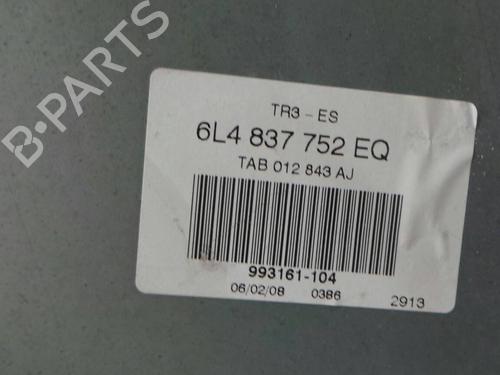 B-PARTS
TR3 - ES
6L4 837 752 EQ
TAB 012 843 AJ
993161-104
06/02/08 0386 2913